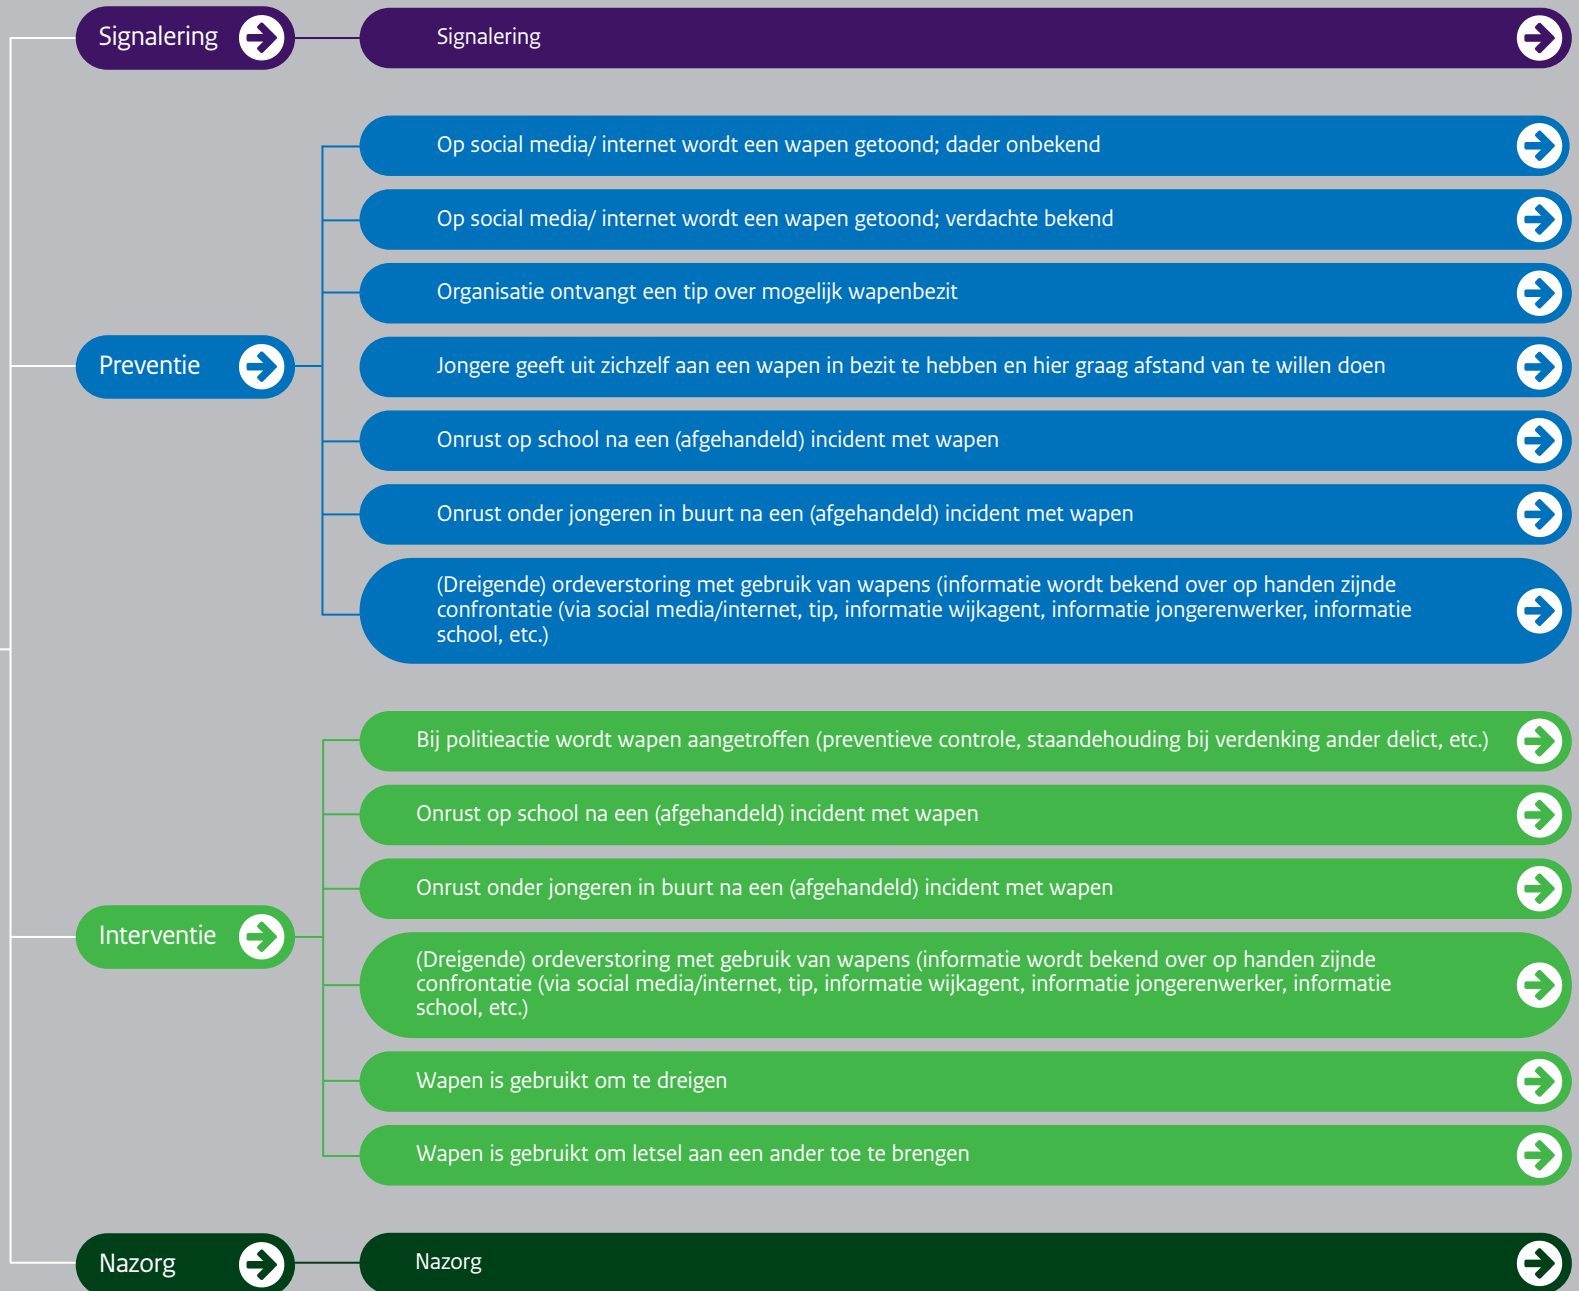 Signalering
Signalering
Preventie
Op social media/ internet wordt een wapen getoond; dader onbekend
Op social media/ internet wordt een wapen getoond; verdachte bekend
Organisatie ontvangt een tip over mogelijk wapenbezit
Jongere geeft uit zichzelf aan een wapen in bezit te hebben en hier graag afstand van te willen doen
Onrust op school na een (afgehandeld) incident met wapen
Onrust onder jongeren in buurt na een (afgehandeld) incident met wapen
(Dreigende) ordeverstoring met gebruik van wapens (informatie wordt bekend over op handen zijnde
confrontatie (via social media/internet, tip, informatie wijkagent, informatie jongerenwerker, informatie
school, etc.)
Interventie
Bij politieactie wordt wapen aangetroffen (preventieve controle, staandehouding bij verdenking ander delict, etc.)
Onrust op school na een (afgehandeld) incident met wapen
Onrust onder jongeren in buurt na een (afgehandeld) incident met wapen
(Dreigende) ordeverstoring met gebruik van wapens (informatie wordt bekend over op handen zijnde
confrontatie (via social media/internet, tip, informatie wijkagent, informatie jongerenwerker, informatie
school, etc.)
Wapen is gebruikt om te dreigen
Wapen is gebruikt om letsel aan een ander toe te brengen
Nazorg
Nazorg